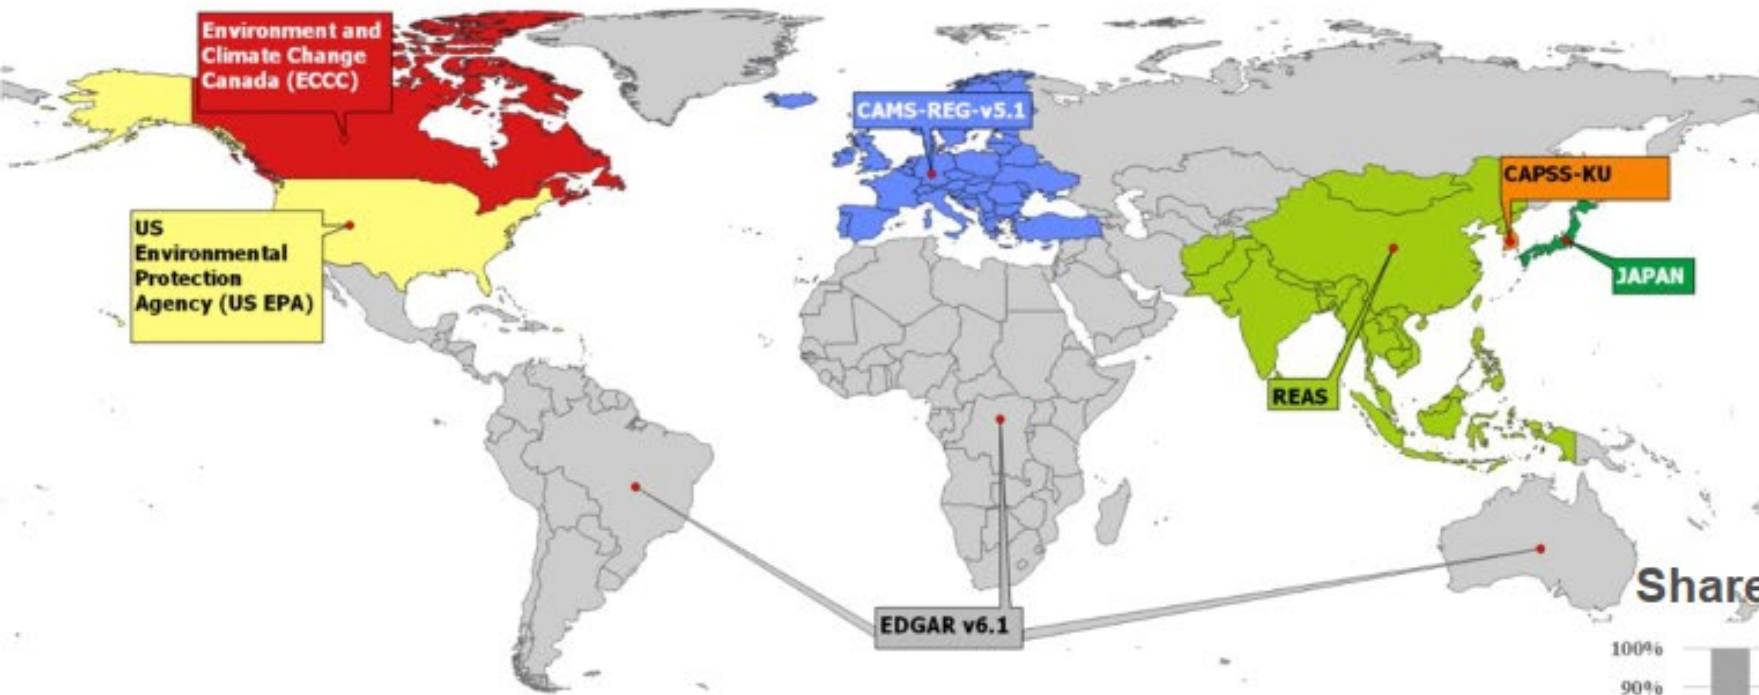 Environment and
Climate Change
Canada (ECCC)
CAMS-REG-v5.1
CAPSS-KU
US
Environmental
Protection
Agency (US EPA)
JAPAN
REAS
EDGAR v6.1
Share
100%
90%